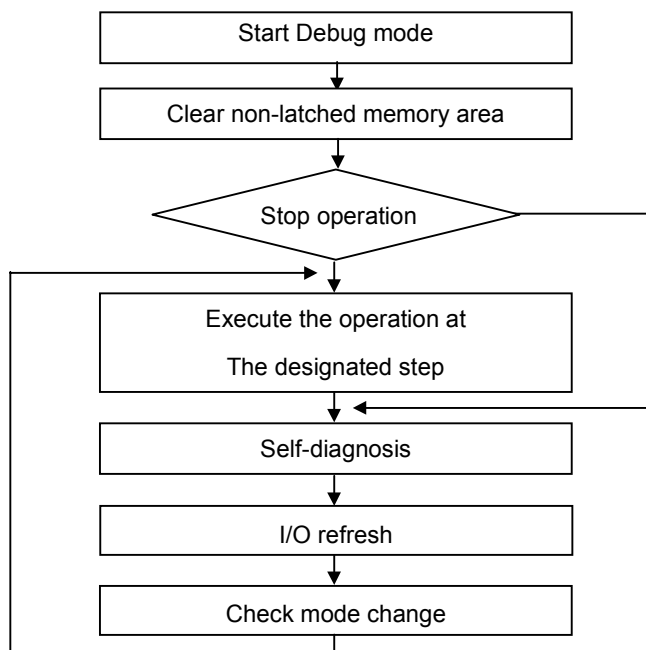 Start Debug mode
Clear non-latched memory area
Stop operation
Execute the operation at
The designated step
Self-diagnosis
I/O refresh
Check mode change